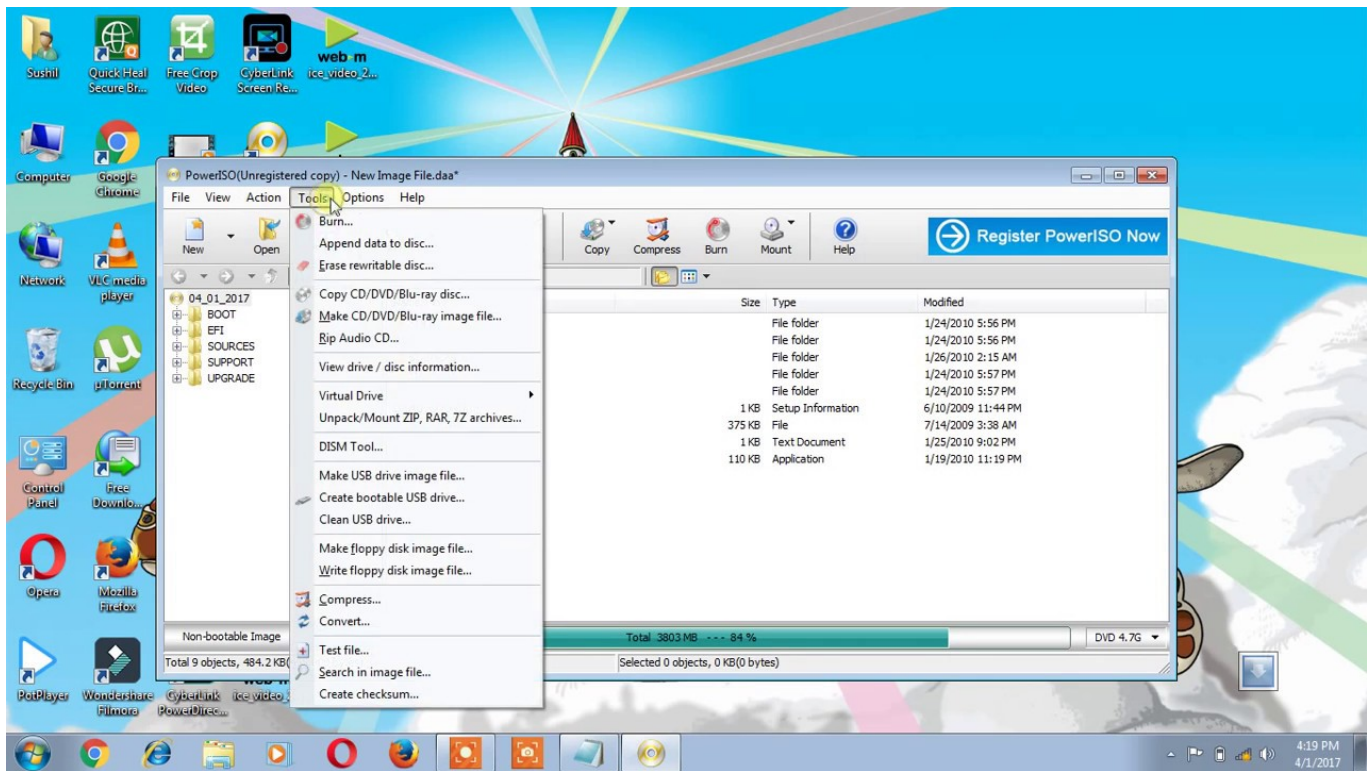 web m
Sushil
Quick Heal
Secure Br...
Free Crop
Video
CyberLink
Screen Re...
ice_video_2...
Computer
Google
Chrome
Network
VLC media
player
Recycle Bin
µTorrent
Control
Panel
Free
Downlo...
Opera
Mozilla
Firefox
PotPlayer
Wondershare
Filmora
CyberLink
PowerDirec...
ice_video_
PowerISO(Unregistered copy) - New Image File.daa*
File View Action Tools Options Help
New Open Copy Compress Burn Mount Help
Register PowerISO Now
04_01_2017
BOOT
EFI
SOURCES
SUPPORT
UPGRADE
Burn...
Append data to disc...
Erase rewritable disc...
Copy CD/DVD/Blu-ray disc...
Make CD/DVD/Blu-ray image file...
Rip Audio CD...
View drive / disc information...
Virtual Drive
Unpack/Mount ZIP, RAR, 7Z archives...
DISM Tool...
Make USB drive image file...
Create bootable USB drive...
Clean USB drive...
Make floppy disk image file...
Write floppy disk image file...
Compress...
Convert...
Test file...
Search in image file...
Create checksum...
Size Type Modified
File folder 1/24/2010 5:56 PM
File folder 1/24/2010 5:56 PM
File folder 1/26/2010 2:15 AM
File folder 1/24/2010 5:57 PM
File folder 1/24/2010 5:57 PM
1 KB Setup Information 6/10/2009 11:44 PM
375 KB File 7/14/2009 3:38 AM
1 KB Text Document 1/25/2010 9:02 PM
110 KB Application 1/19/2010 11:19 PM
Non-bootable Image
Total 3803 MB --- 84 %
DVD 4.7G
Total 9 objects, 484.2 KB(
Selected 0 objects, 0 KB(0 bytes)
4:19 PM
4/1/2017